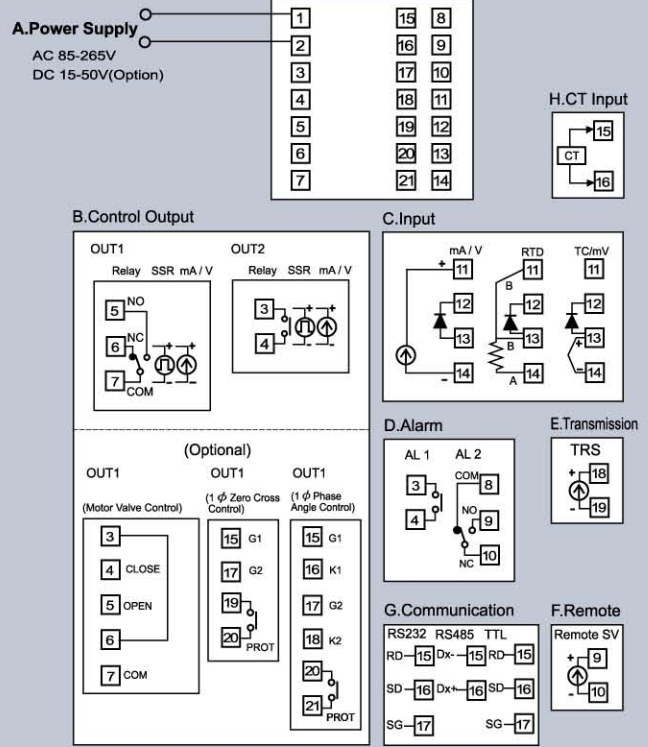 A.Power Supply
AC 85-265V
DC 15-50V(Option)
1 15 8
2 16 9
3 17 10
4 18 11
5 19 12
6 20 13
7 21 14
H.CT Input
CT
15
16
B.Control Output
OUT1
Relay SSR mA / V
5 NO
6 NC
7 COM
+ +
- -
OUT2
Relay SSR mA / V
3
4
+ +
- -
(Optional)
OUT1
(Motor Valve Control)
3
4 CLOSE
5 OPEN
6
7 COM
OUT1
(1 ϕ Zero Cross
Control)
15 G1
17 G2
19
20 PROT
OUT1
(1 ϕ Phase
Angle Control)
15 G1
16 K1
17 G2
18 K2
20
21 PROT
C.Input
mA / V
+ 11
12
13
- 14
RTD
11
B
12
B 13
A 14
TC/mV
11
12
13
+
-
14
D.Alarm
AL 1
3
4
AL 2
COM 8
NO 9
NC 10
E.Transmission
TRS
+ 18
- 19
G.Communication
RS232 RS485 TTL
RD 15 Dx- 15 RD 15
SD 16 Dx+ 16 SD 16
SG 17 SG 17
F.Remote
Remote SV
+ 9
- 10